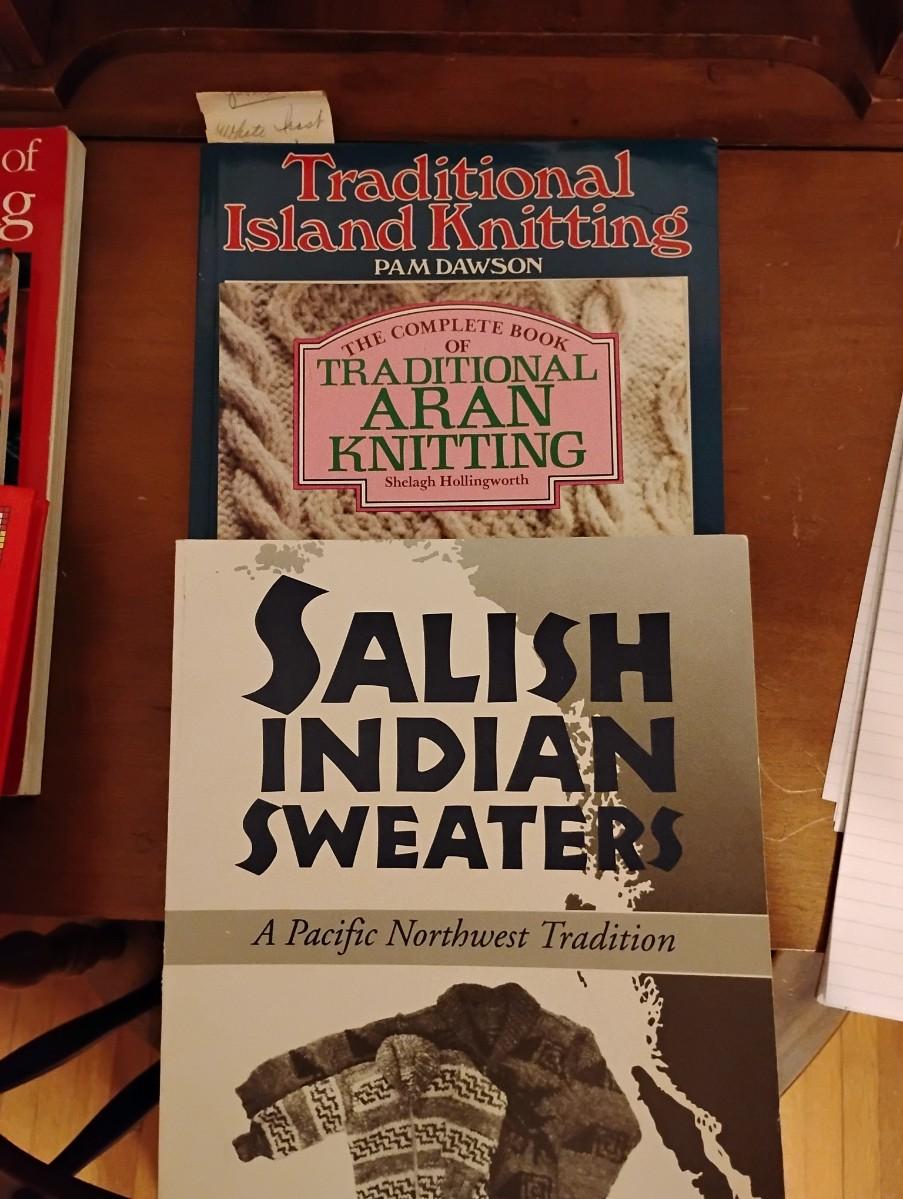 of
g
White
Traditional
Island Knitting
PAM DAWSON
THE COMPLETE BOOK
OF
TRADITIONAL
ARAN
KNITTING
Shelagh Hollingworth
SALISH
INDIAN
SWEATERS
A Pacific Northwest Tradition